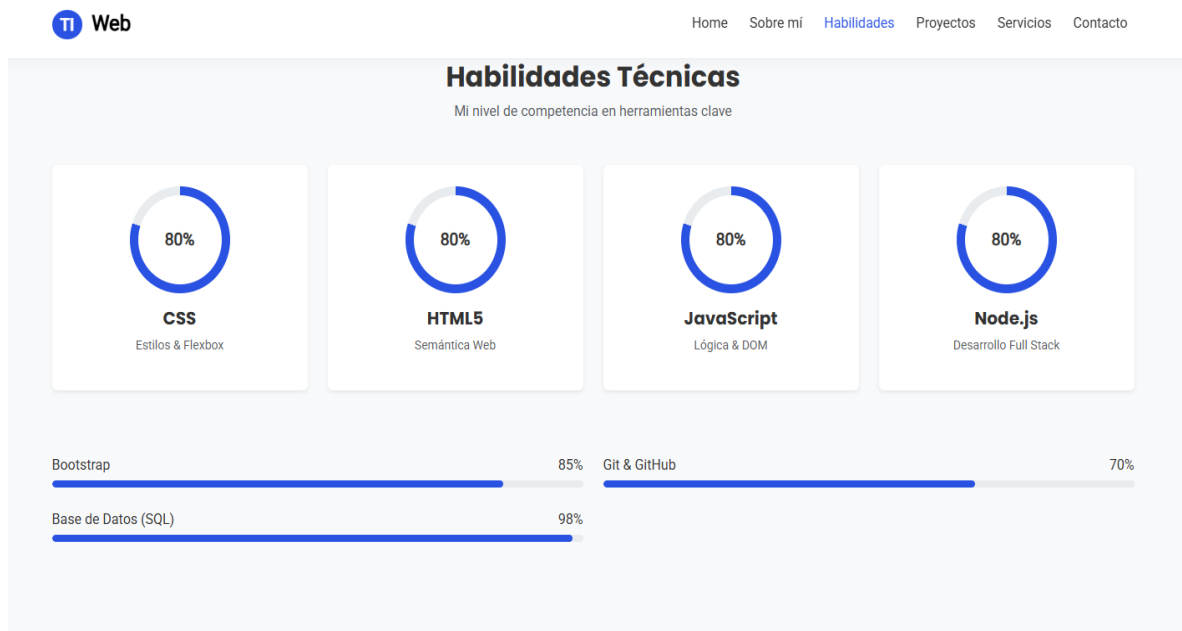 TI Web
Home Sobre mí Habilidades Proyectos Servicios Contacto
Habilidades Técnicas
Mi nivel de competencia en herramientas clave
80%
CSS
Estilos & Flexbox
80%
HTML5
Semántica Web
80%
JavaScript
Lógica & DOM
80%
Node.js
Desarrollo Full Stack
Bootstrap 85%
Git & GitHub 70%
Base de Datos (SQL) 98%